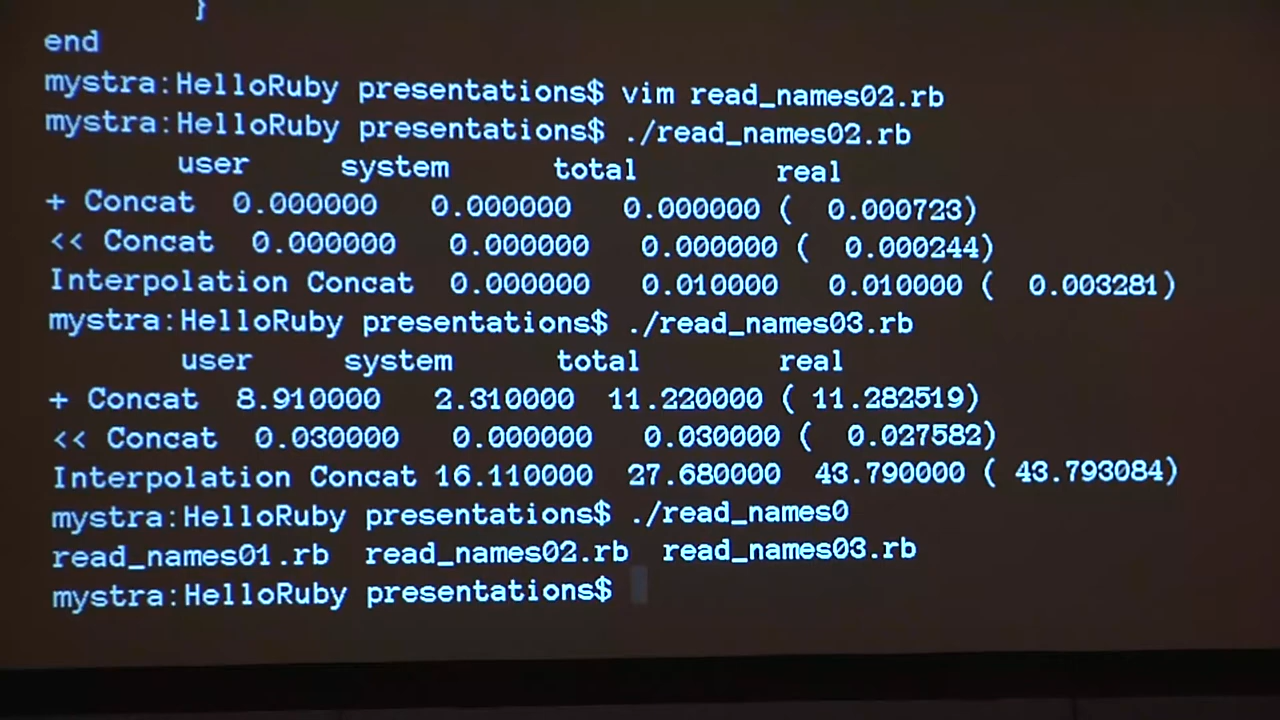 }
end
mystra:HelloRuby presentations$ vim read_names02.rb
mystra:HelloRuby presentations$ ./read_names02.rb
user system total real
+ Concat 0.000000 0.000000 0.000000 ( 0.000723)
<< Concat 0.000000 0.000000 0.000000 ( 0.000244)
Interpolation Concat 0.000000 0.010000 0.010000 ( 0.003281)
mystra:HelloRuby presentations$ ./read_names03.rb
user system total real
+ Concat 8.910000 2.310000 11.220000 ( 11.282519)
<< Concat 0.030000 0.000000 0.030000 ( 0.027582)
Interpolation Concat 16.110000 27.680000 43.790000 ( 43.793084)
mystra:HelloRuby presentations$ ./read_names0
read_names01.rb read_names02.rb read_names03.rb
mystra:HelloRuby presentations$